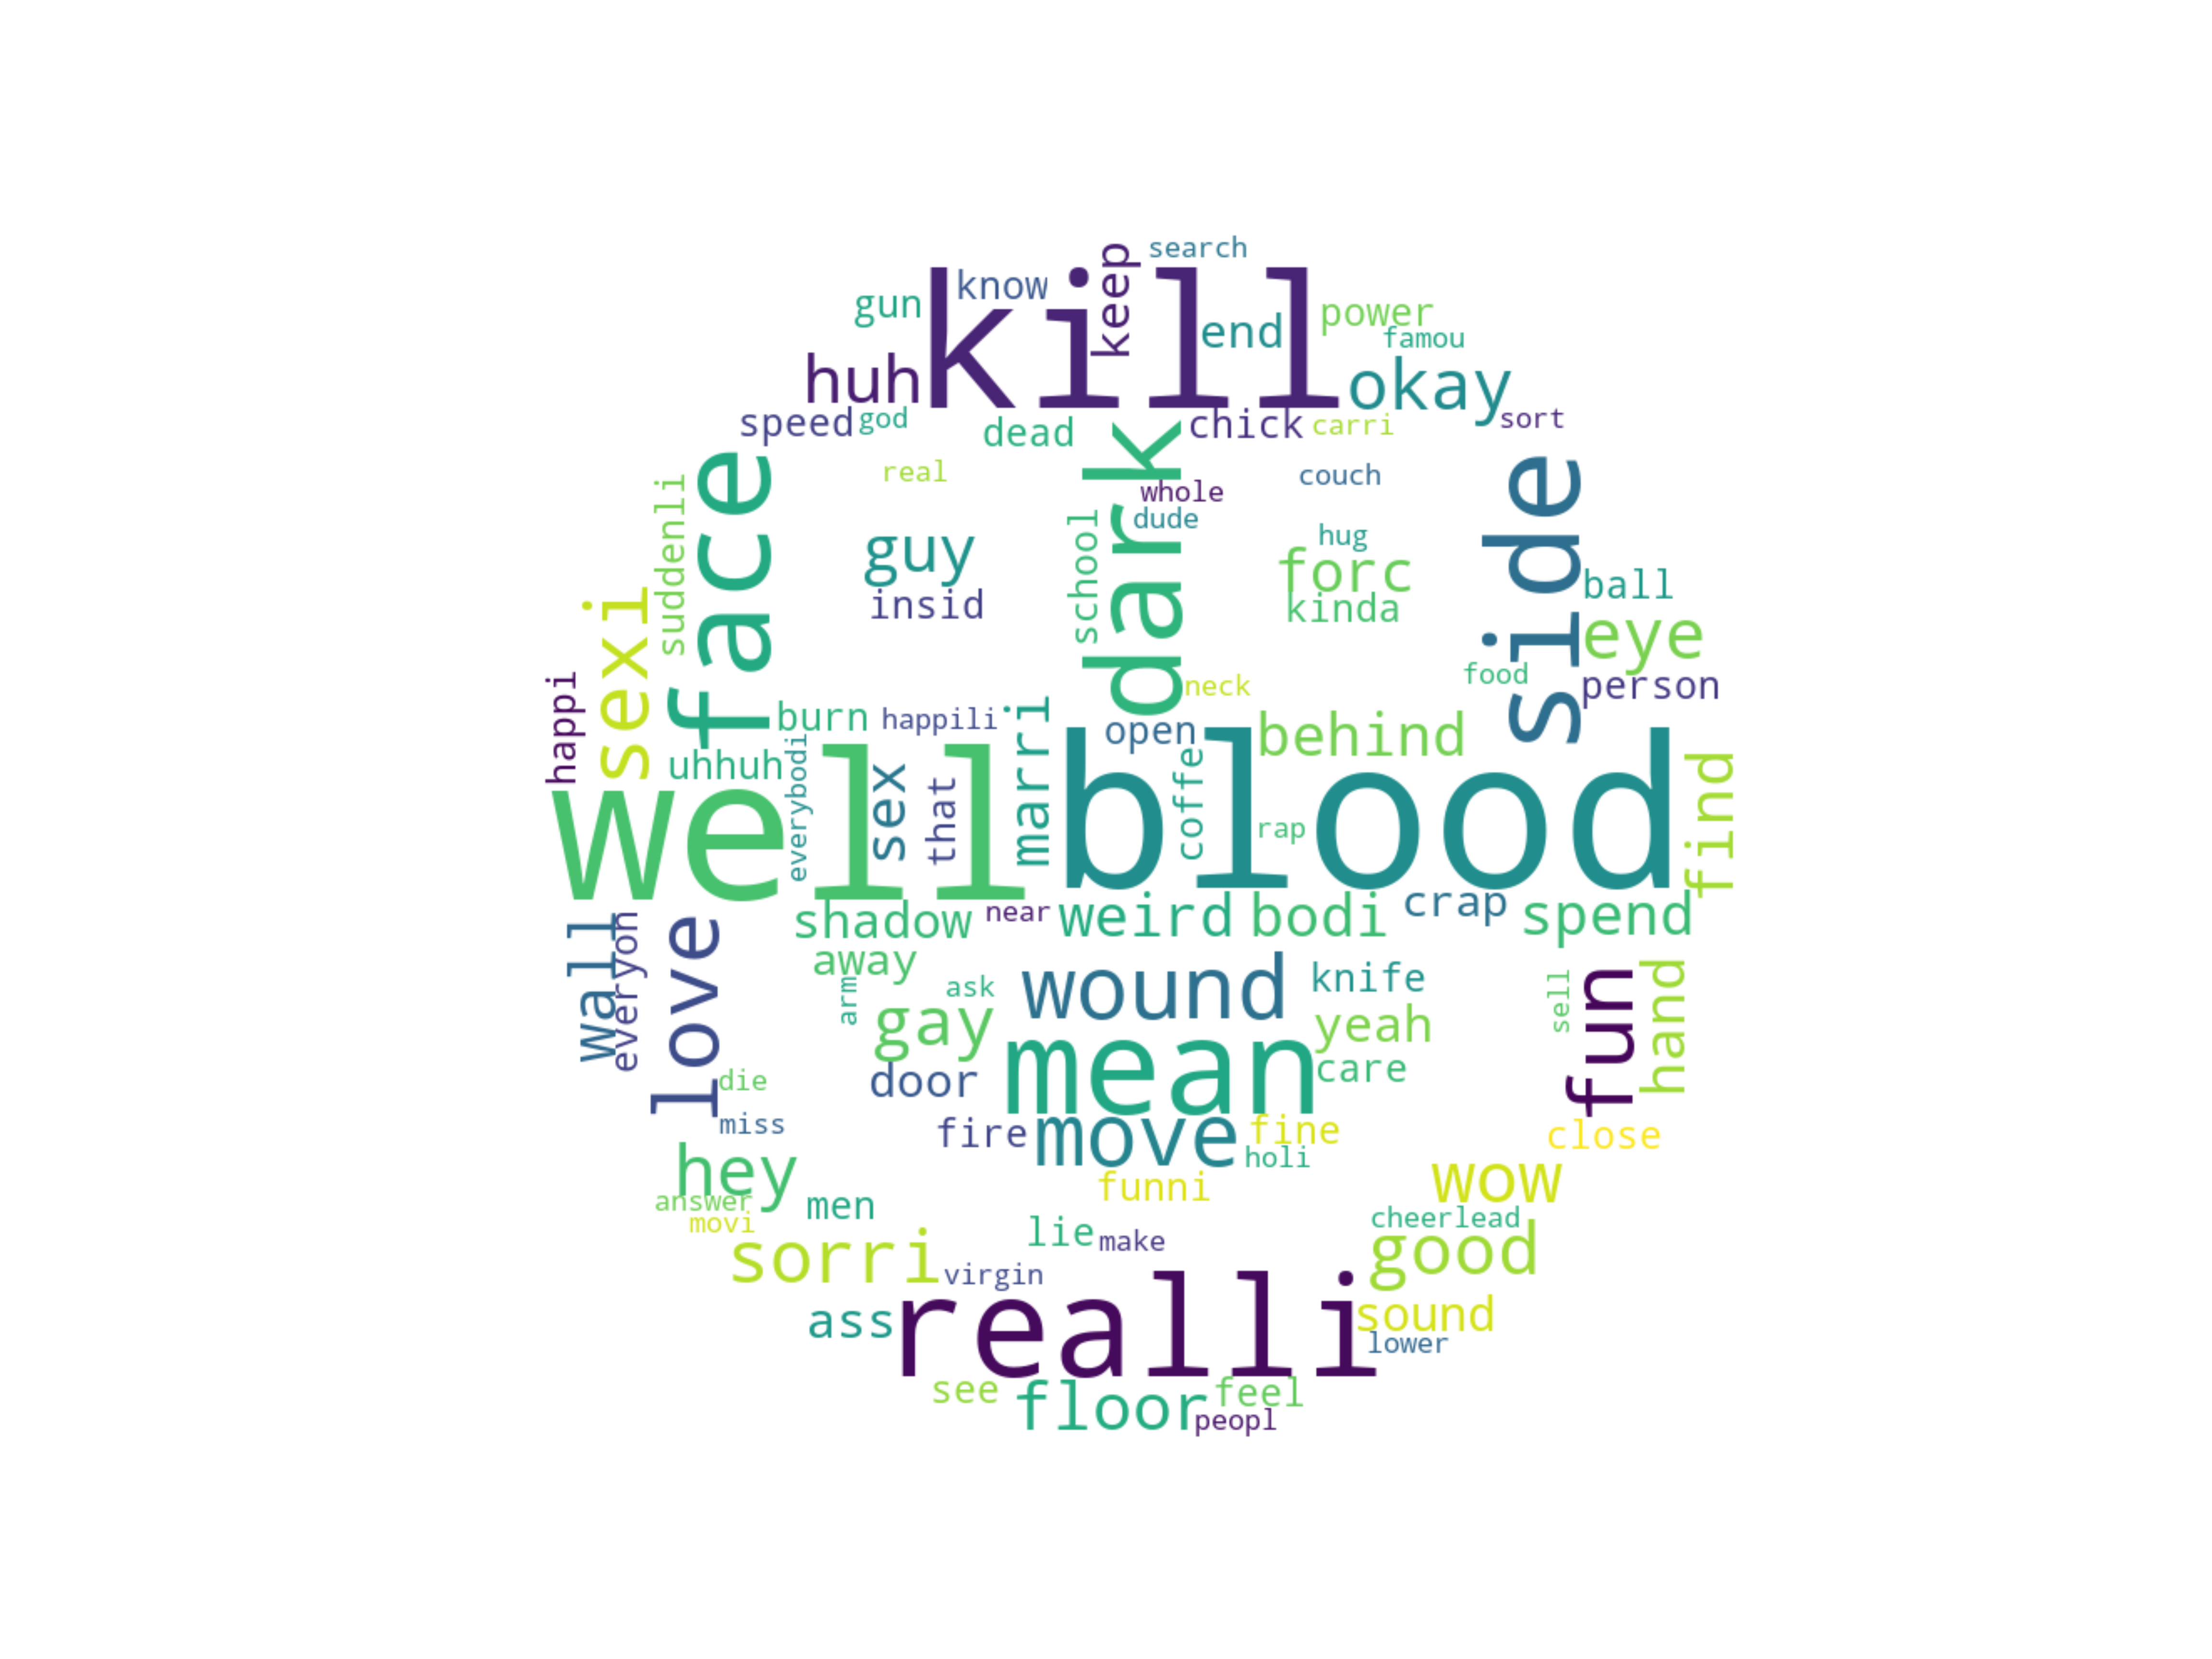 search
keep
know
kill
gun
power
end
famou
huh
okay
speed
god
dead
chick
carri
sort
dark
real
couch
whole
dude
face
side
suddenli
school
guy
hug
forc
insid
kinda
ball
eye
sexi
food
person
happi
neck
burn
happili
marri
open
behind
uhhuh
everybodi
sex
that
well
blood
coffe
rap
find
shadow
near
weird
bodi
crap
spend
wall
everyon
love
away
arm
ask
wound
knife
sell
fun
hand
gay
yeah
mean
door
care
die
miss
fire
move
fine
close
holi
hey
funni
wow
answer
men
movi
cheerlead
lie
make
good
sorri
virgin
ass
realli
sound
lower
see
floor
feel
peopl